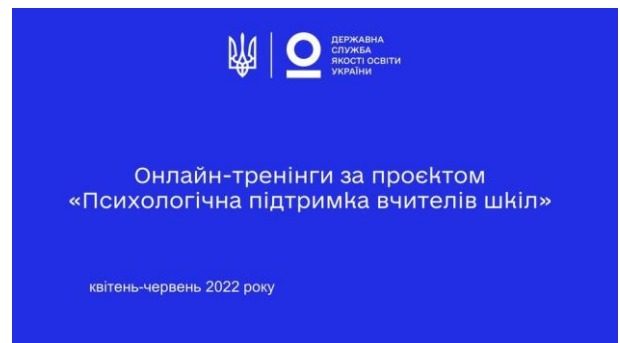 ДЕРЖАВНА
СЛУЖБА
ЯКОСТІ ОСВІТИ
УКРАЇНИ
Онлайн-тренінги за проєктом
«Психологічна підтримка вчителів шкіл»
квітень-червень 2022 року